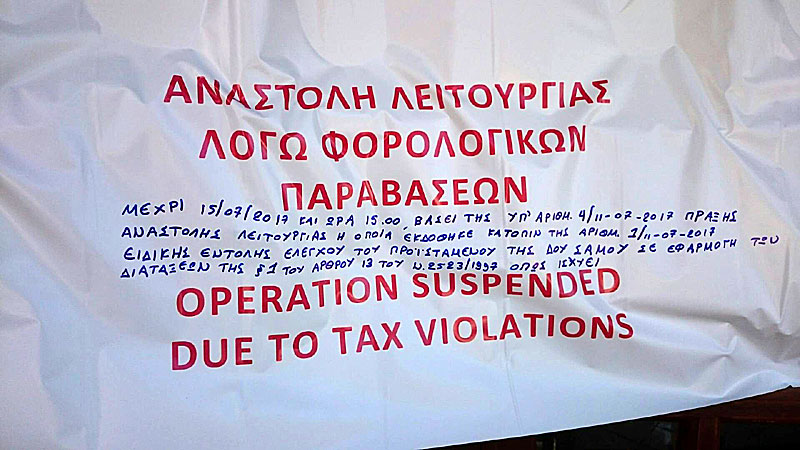 ΑΝΑΣΤΟΛΗ ΛΕΙΤΟΥΡΓΙΑΣ
ΛΟΓΩ ΦΟΡΟΛΟΓΙΚΩΝ
ΠΑΡΑΒΑΣΕΩΝ
ΜΕΧΡΙ 15/07/2017 ΚΑΙ ΩΡΑ 15.00, ΒΑΣΕΙ ΤΗΣ ΥΠ' ΑΡΙΘΜ. 4/11-07-2017 ΠΡΑΞΗΣ
ΑΝΑΣΤΟΛΗΣ ΛΕΙΤΟΥΡΓΙΑΣ Η ΟΠΟΙΑ ΕΚΔΟΘΗΚΕ ΚΑΤΟΠΙΝ ΤΗΣ ΑΡΙΘΜ. 1/11-07-2017
ΕΙΔΙΚΗΣ ΕΝΤΟΛΗΣ ΕΛΕΓΧΟΥ ΤΟΥ ΠΡΟΪΣΤΑΜΕΝΟΥ ΤΗΣ ΔΟΥ ΣΑΜΟΥ ΣΕ ΕΦΑΡΜΟΓΗ ΤΩΝ
ΔΙΑΤΑΞΕΩΝ ΤΗΣ §1 ΤΟΥ ΑΡΘΡΟΥ 13 ΤΟΥ Ν.2523/1997 ΟΠΩΣ ΙΣΧΥΕΙ
OPERATION SUSPENDED
DUE TO TAX VIOLATIONS